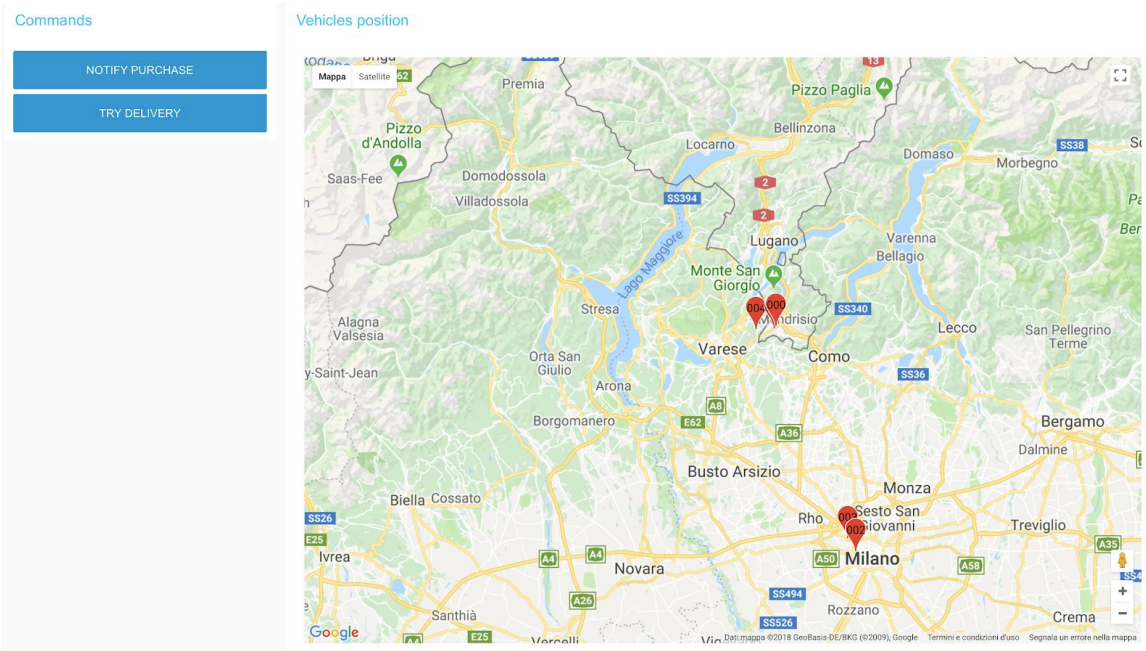 Commands
Vehicles position
NOTIFY PURCHASE
TRY DELIVERY
Mappa
Satellite
62
13
Premia
Pizzo Paglia
Pizzo
d'Andolla
Bellinzona
Locarno
SS38
Domaso
Morbegno
Saas-Fee
Domodossola
2
SS394
Villadossola
2
Lugano
Varenna
Bellagio
Lago Maggiore
Monte San
Giorgio
Stresa
004
000
Mendrisio
SS340
Alagna
Valsesia
Lecco
San Pellegrino
Terme
Varese
Como
Orta San
Giulio
y-Saint-Jean
SS36
Arona
A8
Borgomanero
E62
A36
Bergamo
Dalmine
Busto Arsizio
Monza
Biella
Cossato
SS26
Rho
Sesto San
Giovanni
002
Treviglio
E25
Ivrea
A4
A4
A50
Milano
A58
A35
Novara
A26
SS494
Rozzano
Santhià
SS526
Crema
Google
A4
E25
Vercelli
Dati mappa ©2018 GeoBasis-DE/BKG (©2009), Google
Termini e condizioni d'uso
Segnala un errore nella mappa